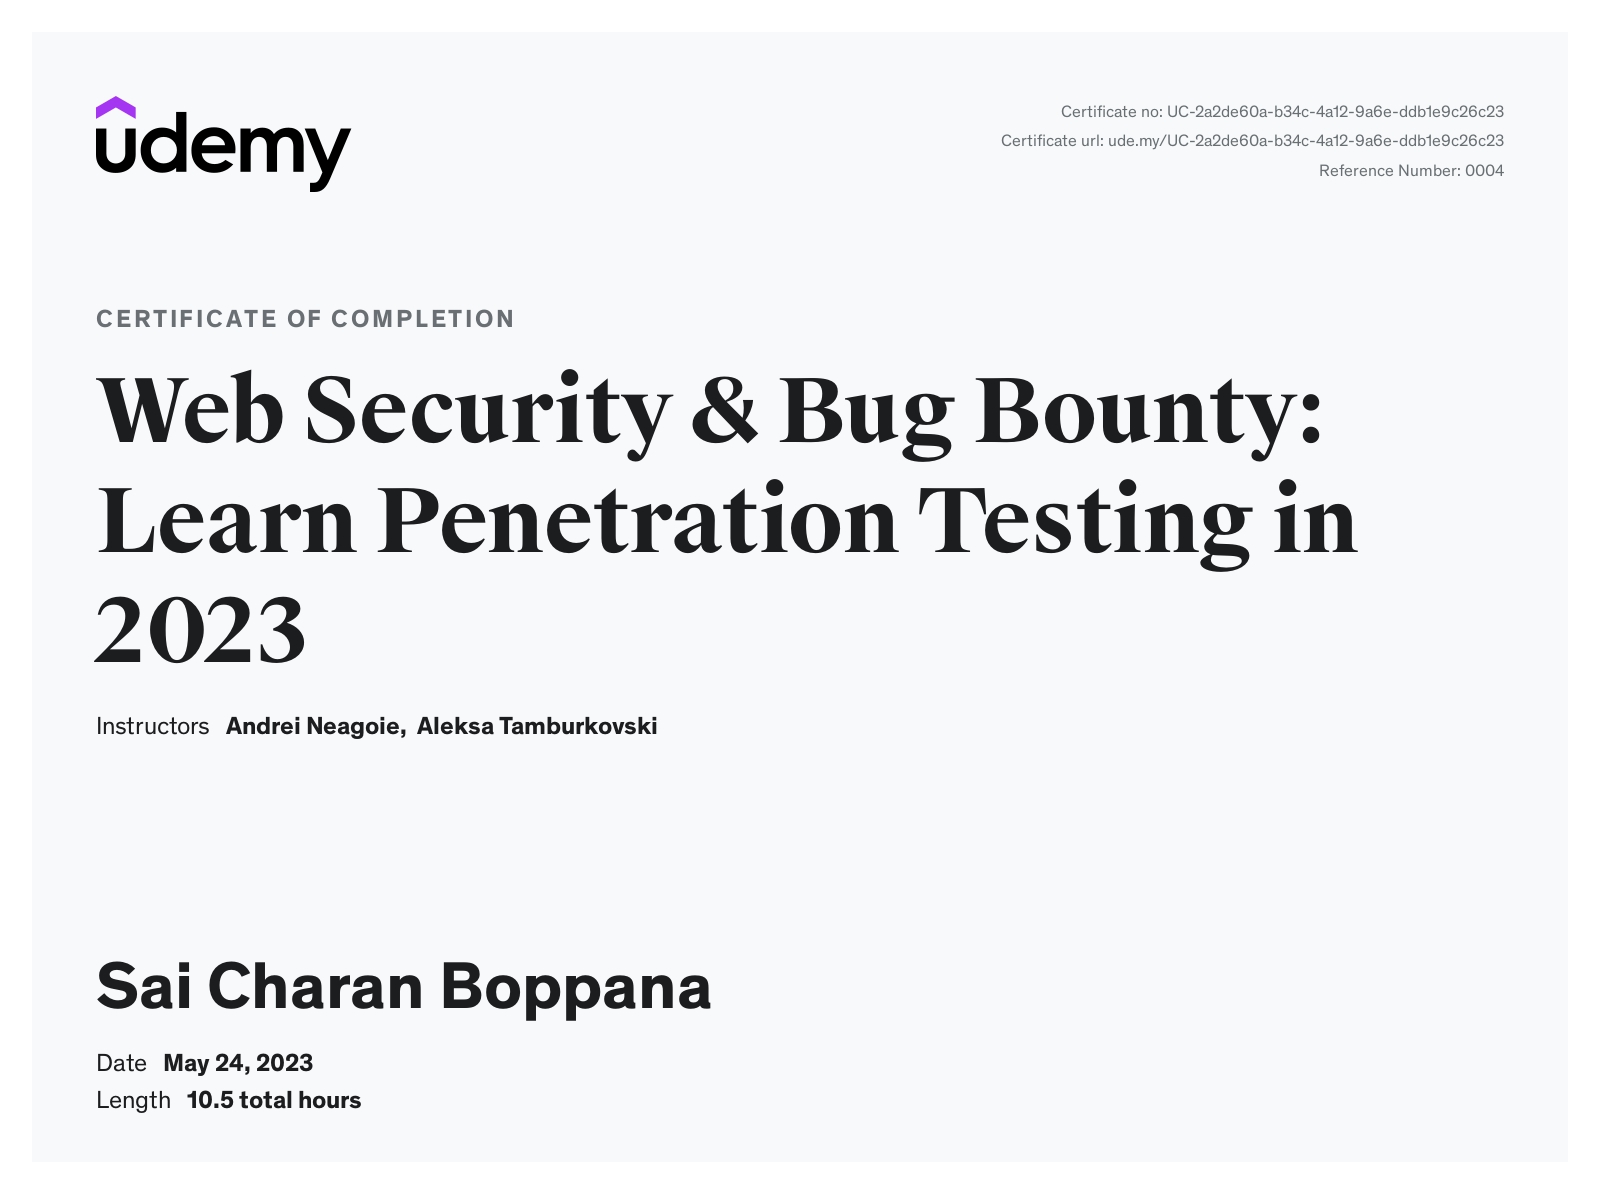 udemy
Certificate no: UC-2a2de60a-b34c-4a12-9a6e-ddb1e9c26c23
Certificate url: ude.my/UC-2a2de60a-b34c-4a12-9a6e-ddb1e9c26c23
Reference Number: 0004
CERTIFICATE OF COMPLETION
Web Security & Bug Bounty:
Learn Penetration Testing in
2023
Instructors Andrei Neagoie, Aleksa Tamburkovski
Sai Charan Boppana
Date May 24, 2023
Length 10.5 total hours